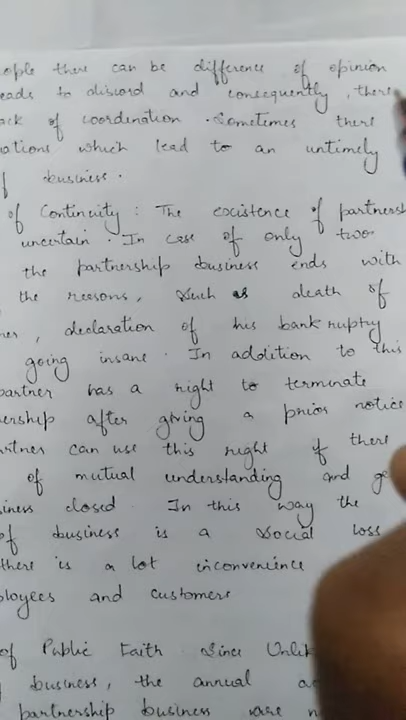 ople there can be difference of opinion
eads to discord and consequently, there
ack of coordination. Sometimes there
ations which lead to an untimely
f business.
of Continuity: The existence of partnersh
uncertain. In case of only two
the partnership business ends with
the reasons, such as death of
ner, declaration of his bankruptry
going insane. In addition to this
partner has a right to terminate
nership after giving a prior notice
artner can use this right if there
of mutual understanding and ge
siness closed. In this way the
of business is a social loss
there is a lot inconvenience
ployees and customers
of Public Faith Since Unlik
business, the annual a
partnership business are n